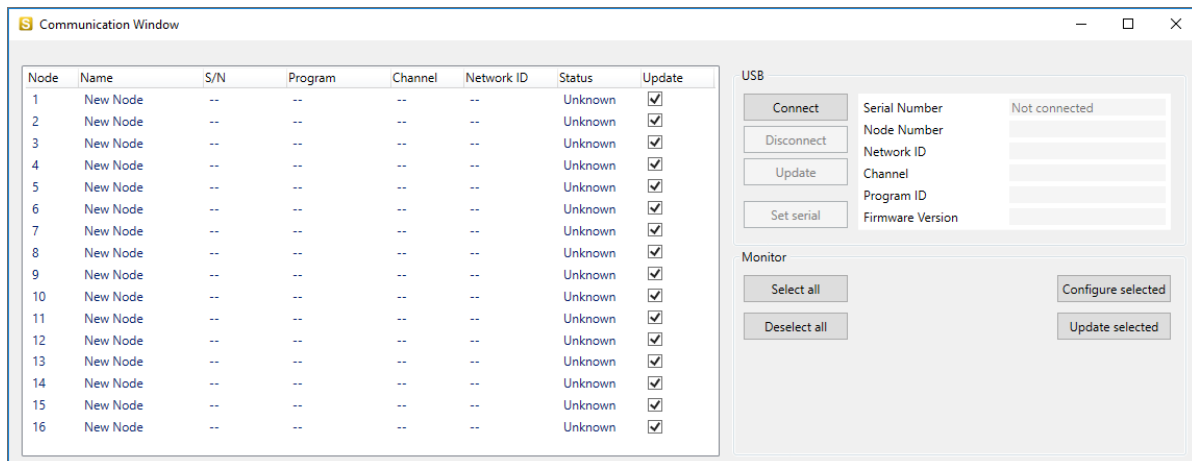 S Communication Window
Node Name S/N Program Channel Network ID Status Update
1 New Node -- -- -- -- Unknown
2 New Node -- -- -- -- Unknown
3 New Node -- -- -- -- Unknown
4 New Node -- -- -- -- Unknown
5 New Node -- -- -- -- Unknown
6 New Node -- -- -- -- Unknown
7 New Node -- -- -- -- Unknown
8 New Node -- -- -- -- Unknown
9 New Node -- -- -- -- Unknown
10 New Node -- -- -- -- Unknown
11 New Node -- -- -- -- Unknown
12 New Node -- -- -- -- Unknown
13 New Node -- -- -- -- Unknown
14 New Node -- -- -- -- Unknown
15 New Node -- -- -- -- Unknown
16 New Node -- -- -- -- Unknown
USB
Connect
Disconnect
Update
Set serial
Serial Number Not connected
Node Number
Network ID
Channel
Program ID
Firmware Version
Monitor
Select all Configure selected
Deselect all Update selected